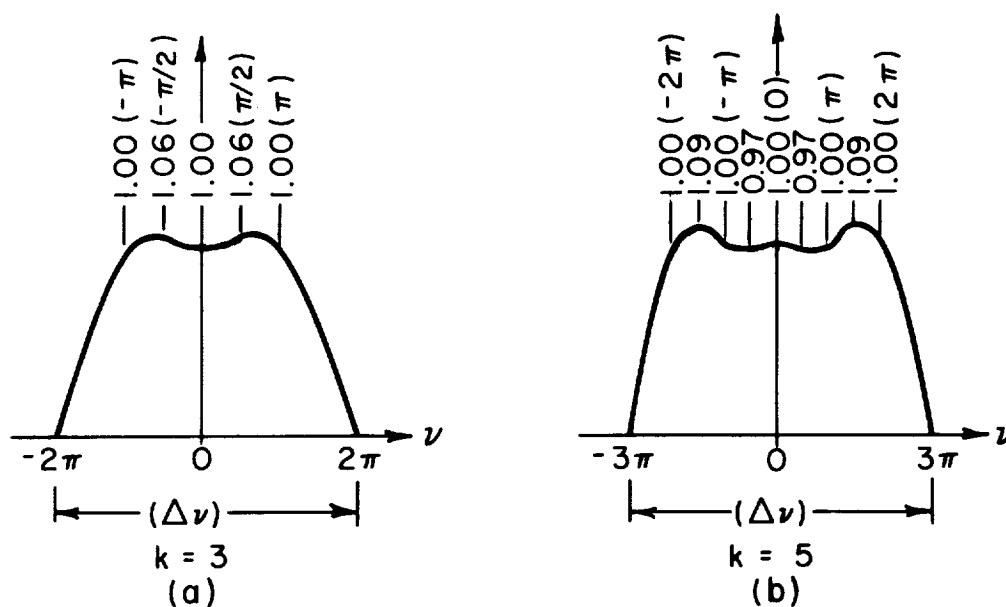 1.00 (-π)
1.06 (-π/2)
1.00
1.06 (π/2)
1.00 (π)
-2π
0
2π
ν
(Δν)
k = 3
(a)
1.00 (-2π)
1.09
1.00 (-π)
0.97
1.00 (0)
0.97
1.00 (π)
1.09
1.00 (2π)
-3π
0
3π
ν
(Δν)
k = 5
(b)